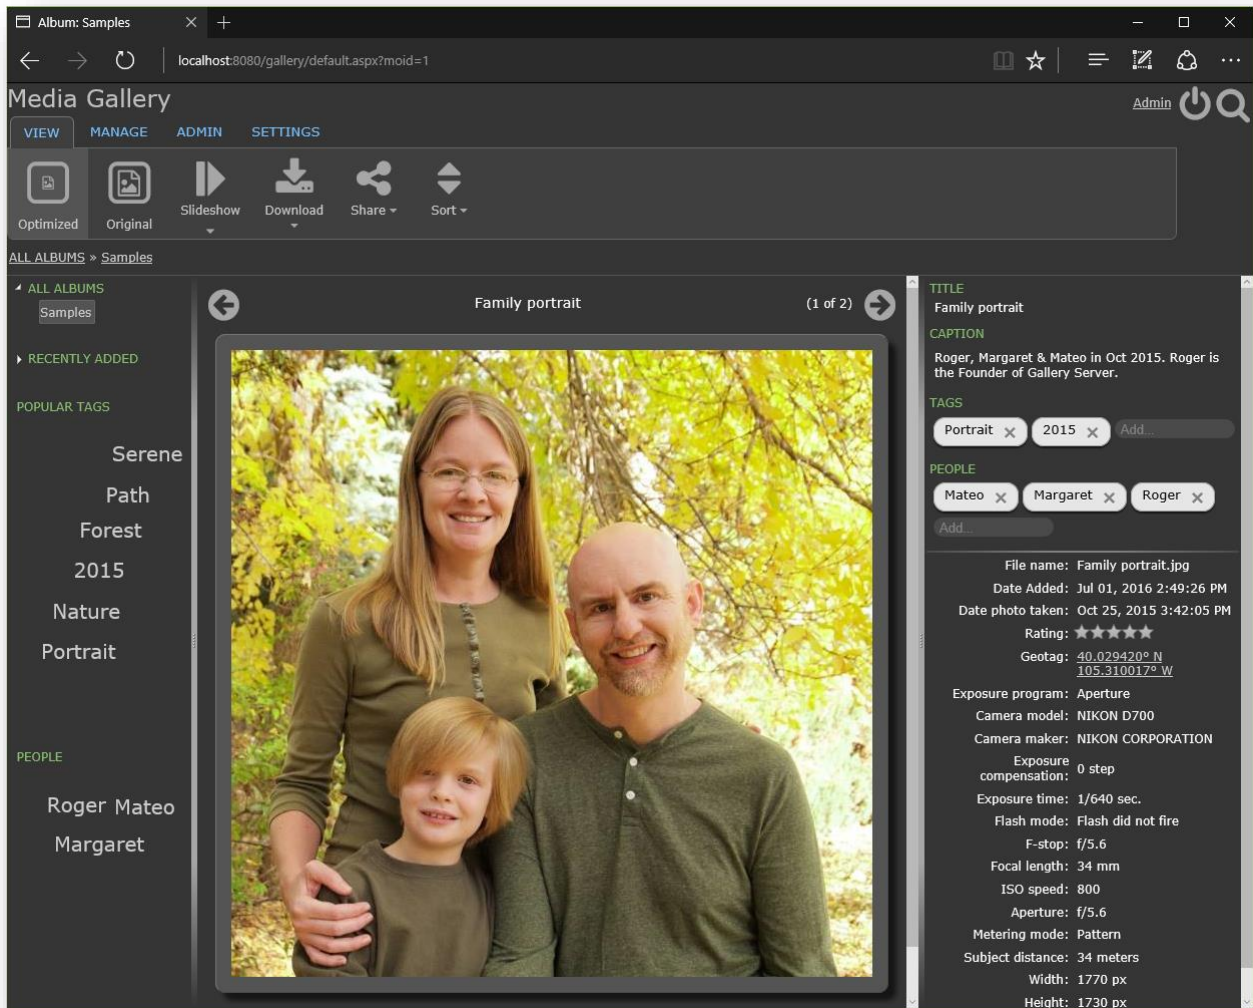 Album: Samples
localhost:8080/gallery/default.aspx?moid=1
Media Gallery
Admin
VIEW MANAGE ADMIN SETTINGS
Optimized Original Slideshow Download Share Sort
ALL ALBUMS » Samples
ALL ALBUMS
Samples
RECENTLY ADDED
POPULAR TAGS
Serene
Path
Forest
2015
Nature
Portrait
PEOPLE
Roger Mateo
Margaret
Family portrait (1 of 2)
TITLE
Family portrait
CAPTION
Roger, Margaret & Mateo in Oct 2015. Roger is
the Founder of Gallery Server.
TAGS
Portrait 2015 Add...
PEOPLE
Mateo Margaret Roger
Add...
File name: Family portrait.jpg
Date Added: Jul 01, 2016 2:49:26 PM
Date photo taken: Oct 25, 2015 3:42:05 PM
Rating:
Geotag: 40.029420° N
105.310017° W
Exposure program: Aperture
Camera model: NIKON D700
Camera maker: NIKON CORPORATION
Exposure
compensation: 0 step
Exposure time: 1/640 sec.
Flash mode: Flash did not fire
F-stop: f/5.6
Focal length: 34 mm
ISO speed: 800
Aperture: f/5.6
Metering mode: Pattern
Subject distance: 34 meters
Width: 1770 px
Height: 1730 px